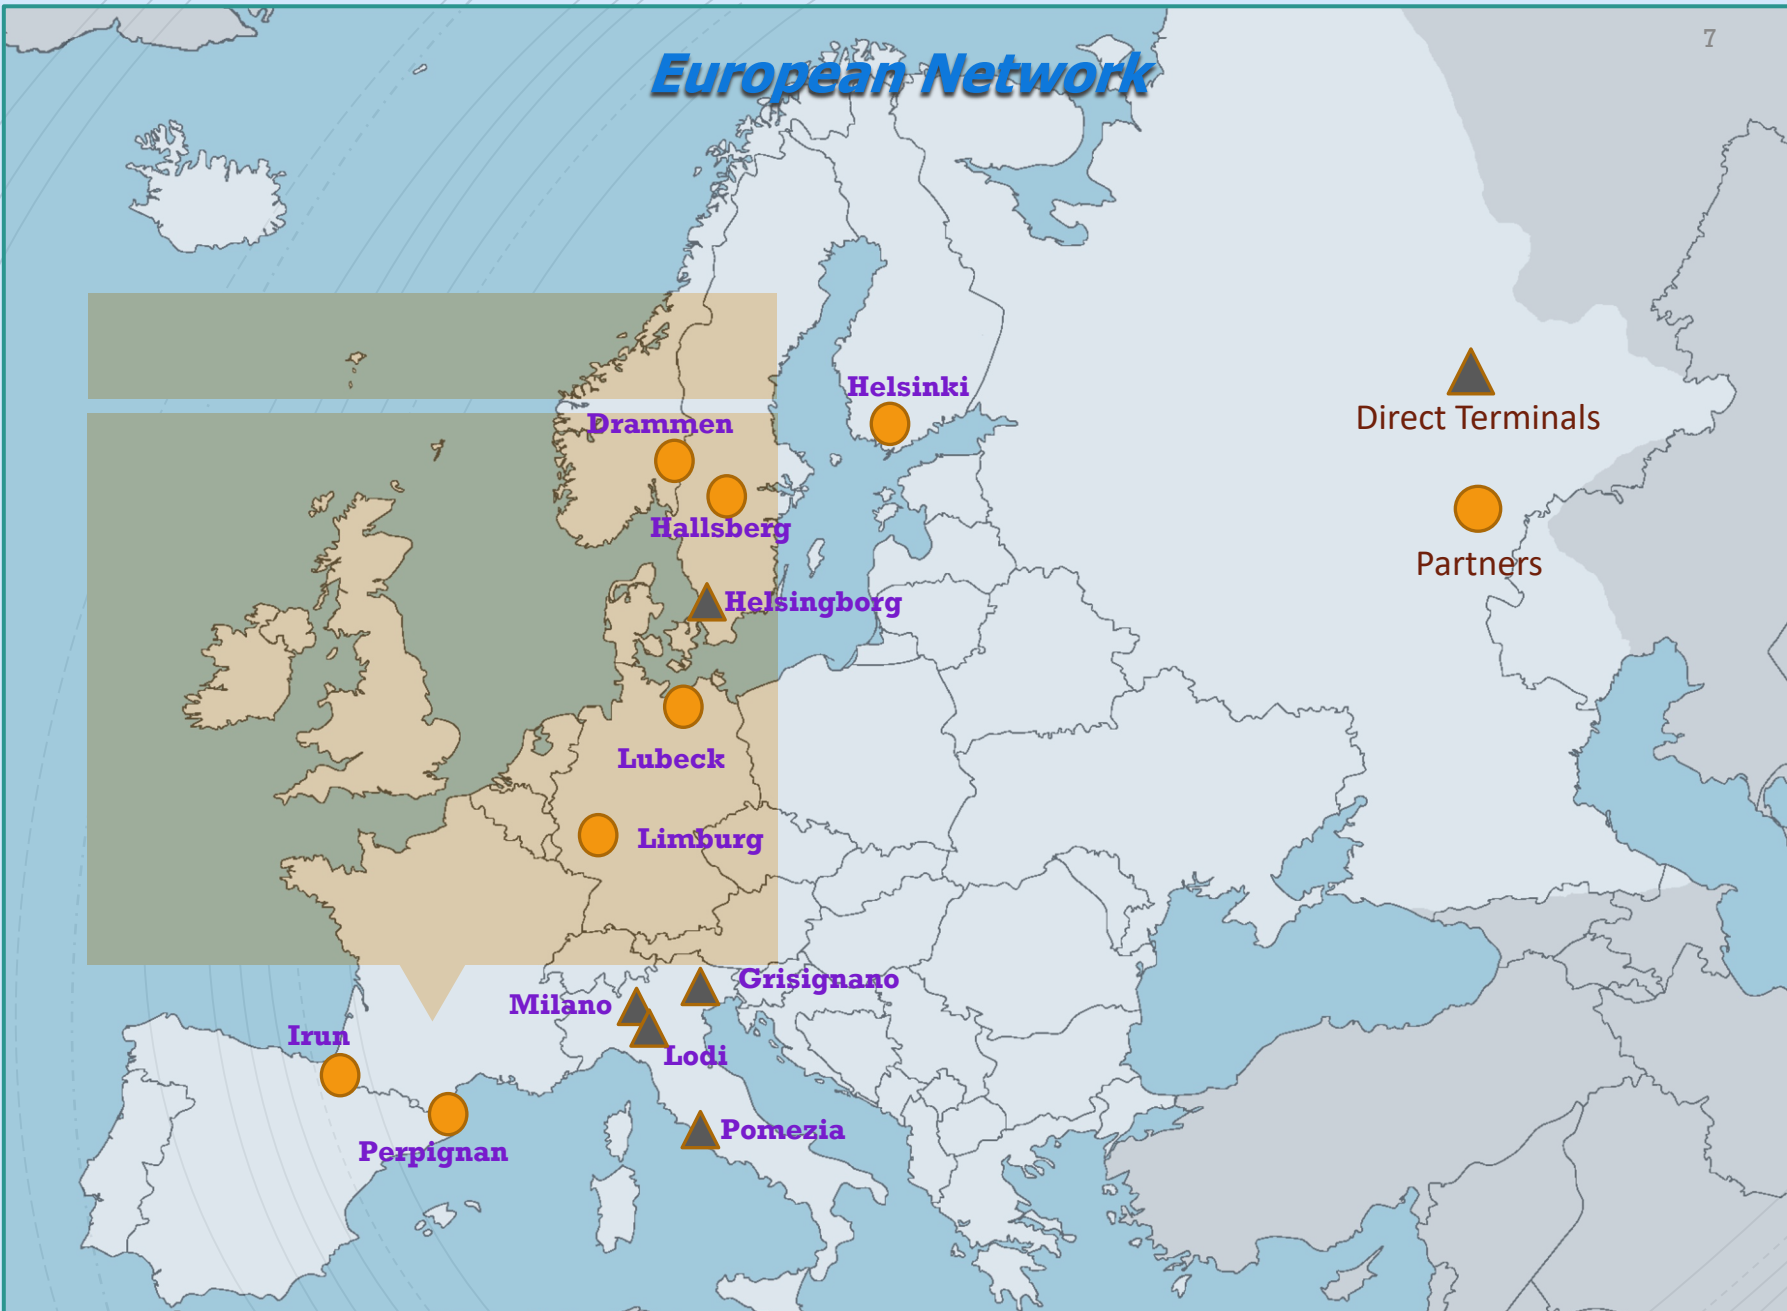 7
European Network
Helsinki
Direct Terminals
Drammen
Hallsberg
Partners
Helsingborg
Lubeck
Limburg
Grisignano
Milano
Irun
Lodi
Pomezia
Perpignan